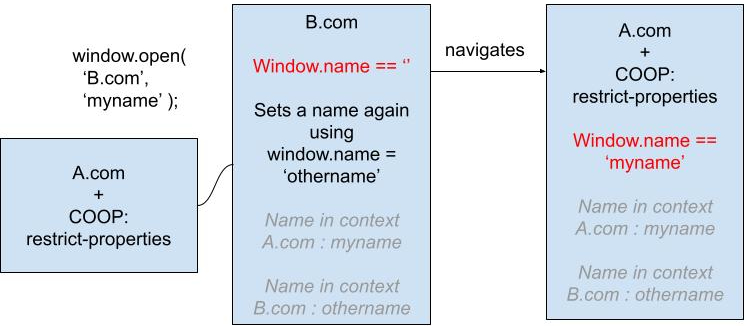 window.open(
‘B.com’,
‘myname’ );
A.com
+
COOP:
restrict-properties
B.com
Window.name == ‘’
Sets a name again
using
window.name =
‘othername’
Name in context
A.com : myname
Name in context
B.com : othername
navigates
A.com
+
COOP:
restrict-properties
Window.name ==
‘myname’
Name in context
A.com : myname
Name in context
B.com : othername